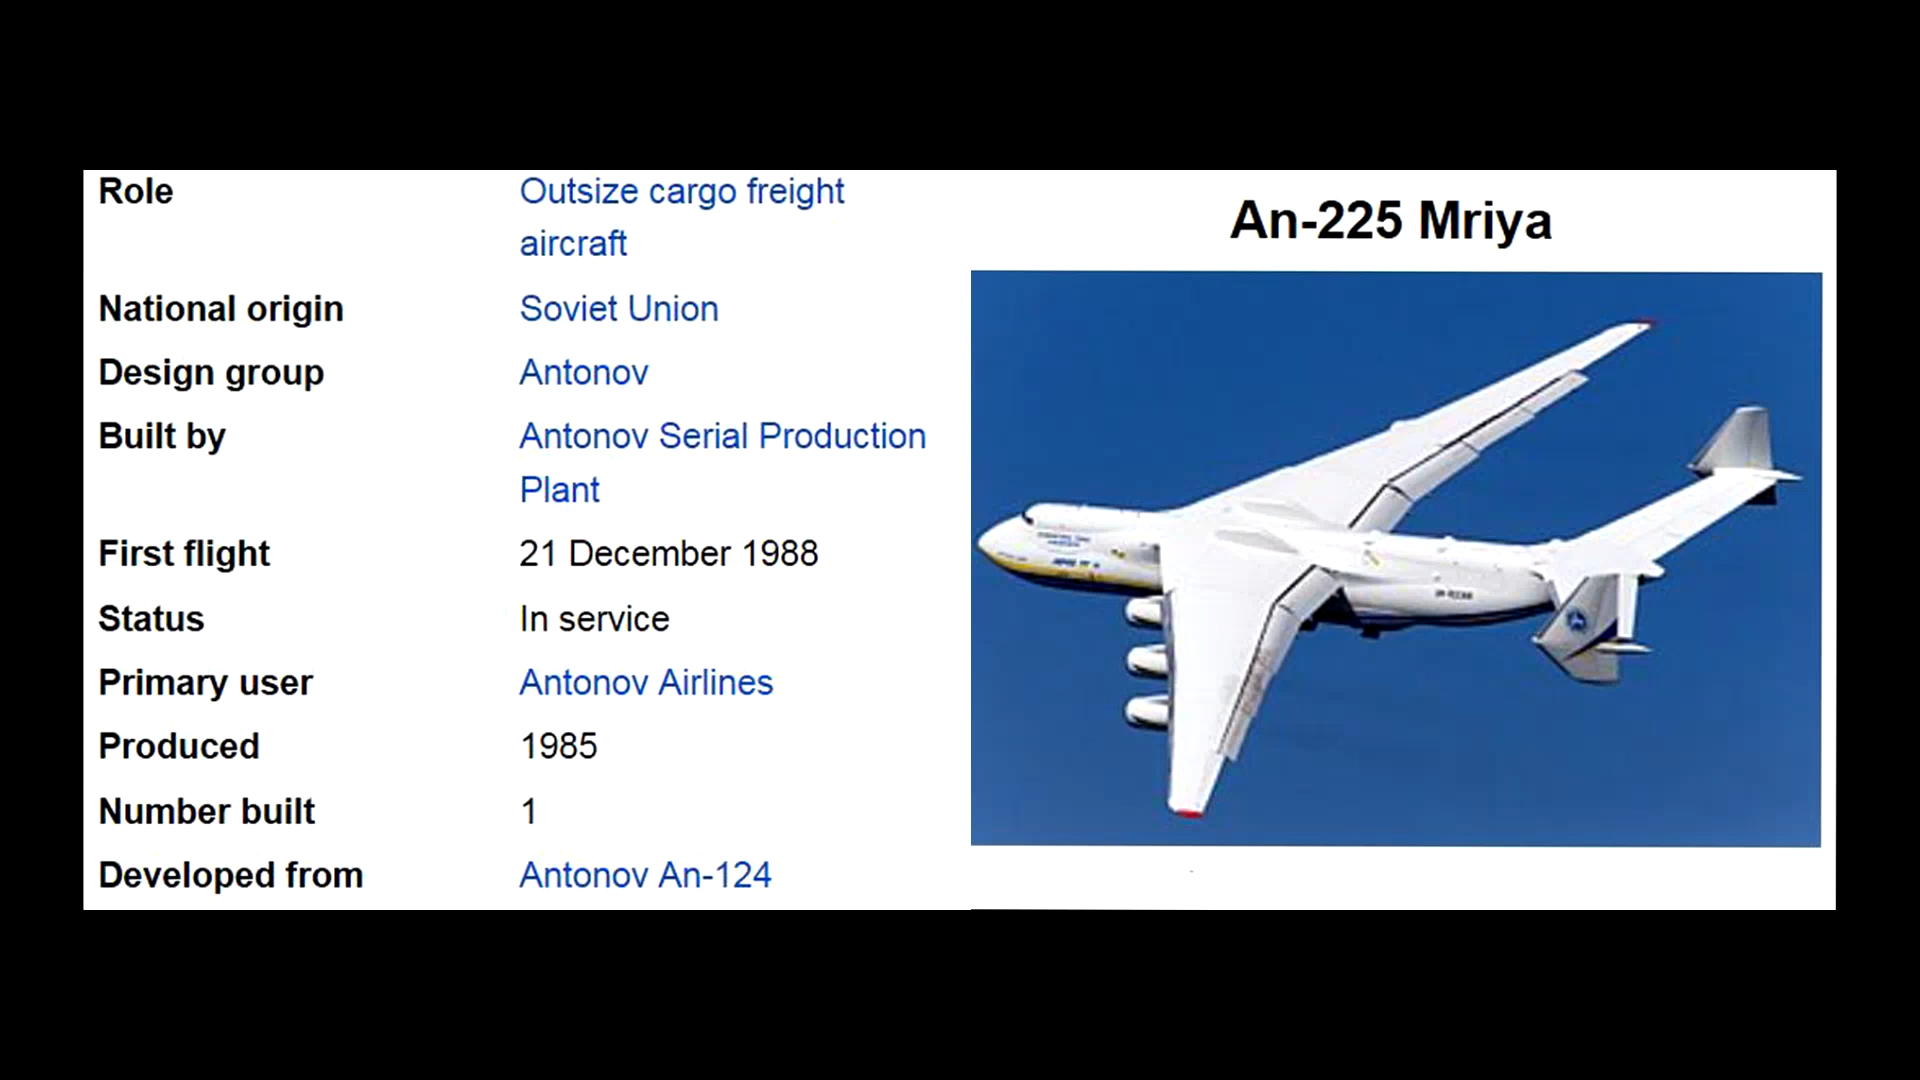 Role Outsize cargo freight
aircraft
National origin Soviet Union
Design group Antonov
Built by Antonov Serial Production
Plant
First flight 21 December 1988
Status In service
Primary user Antonov Airlines
Produced 1985
Number built 1
Developed from Antonov An-124
An-225 Mriya